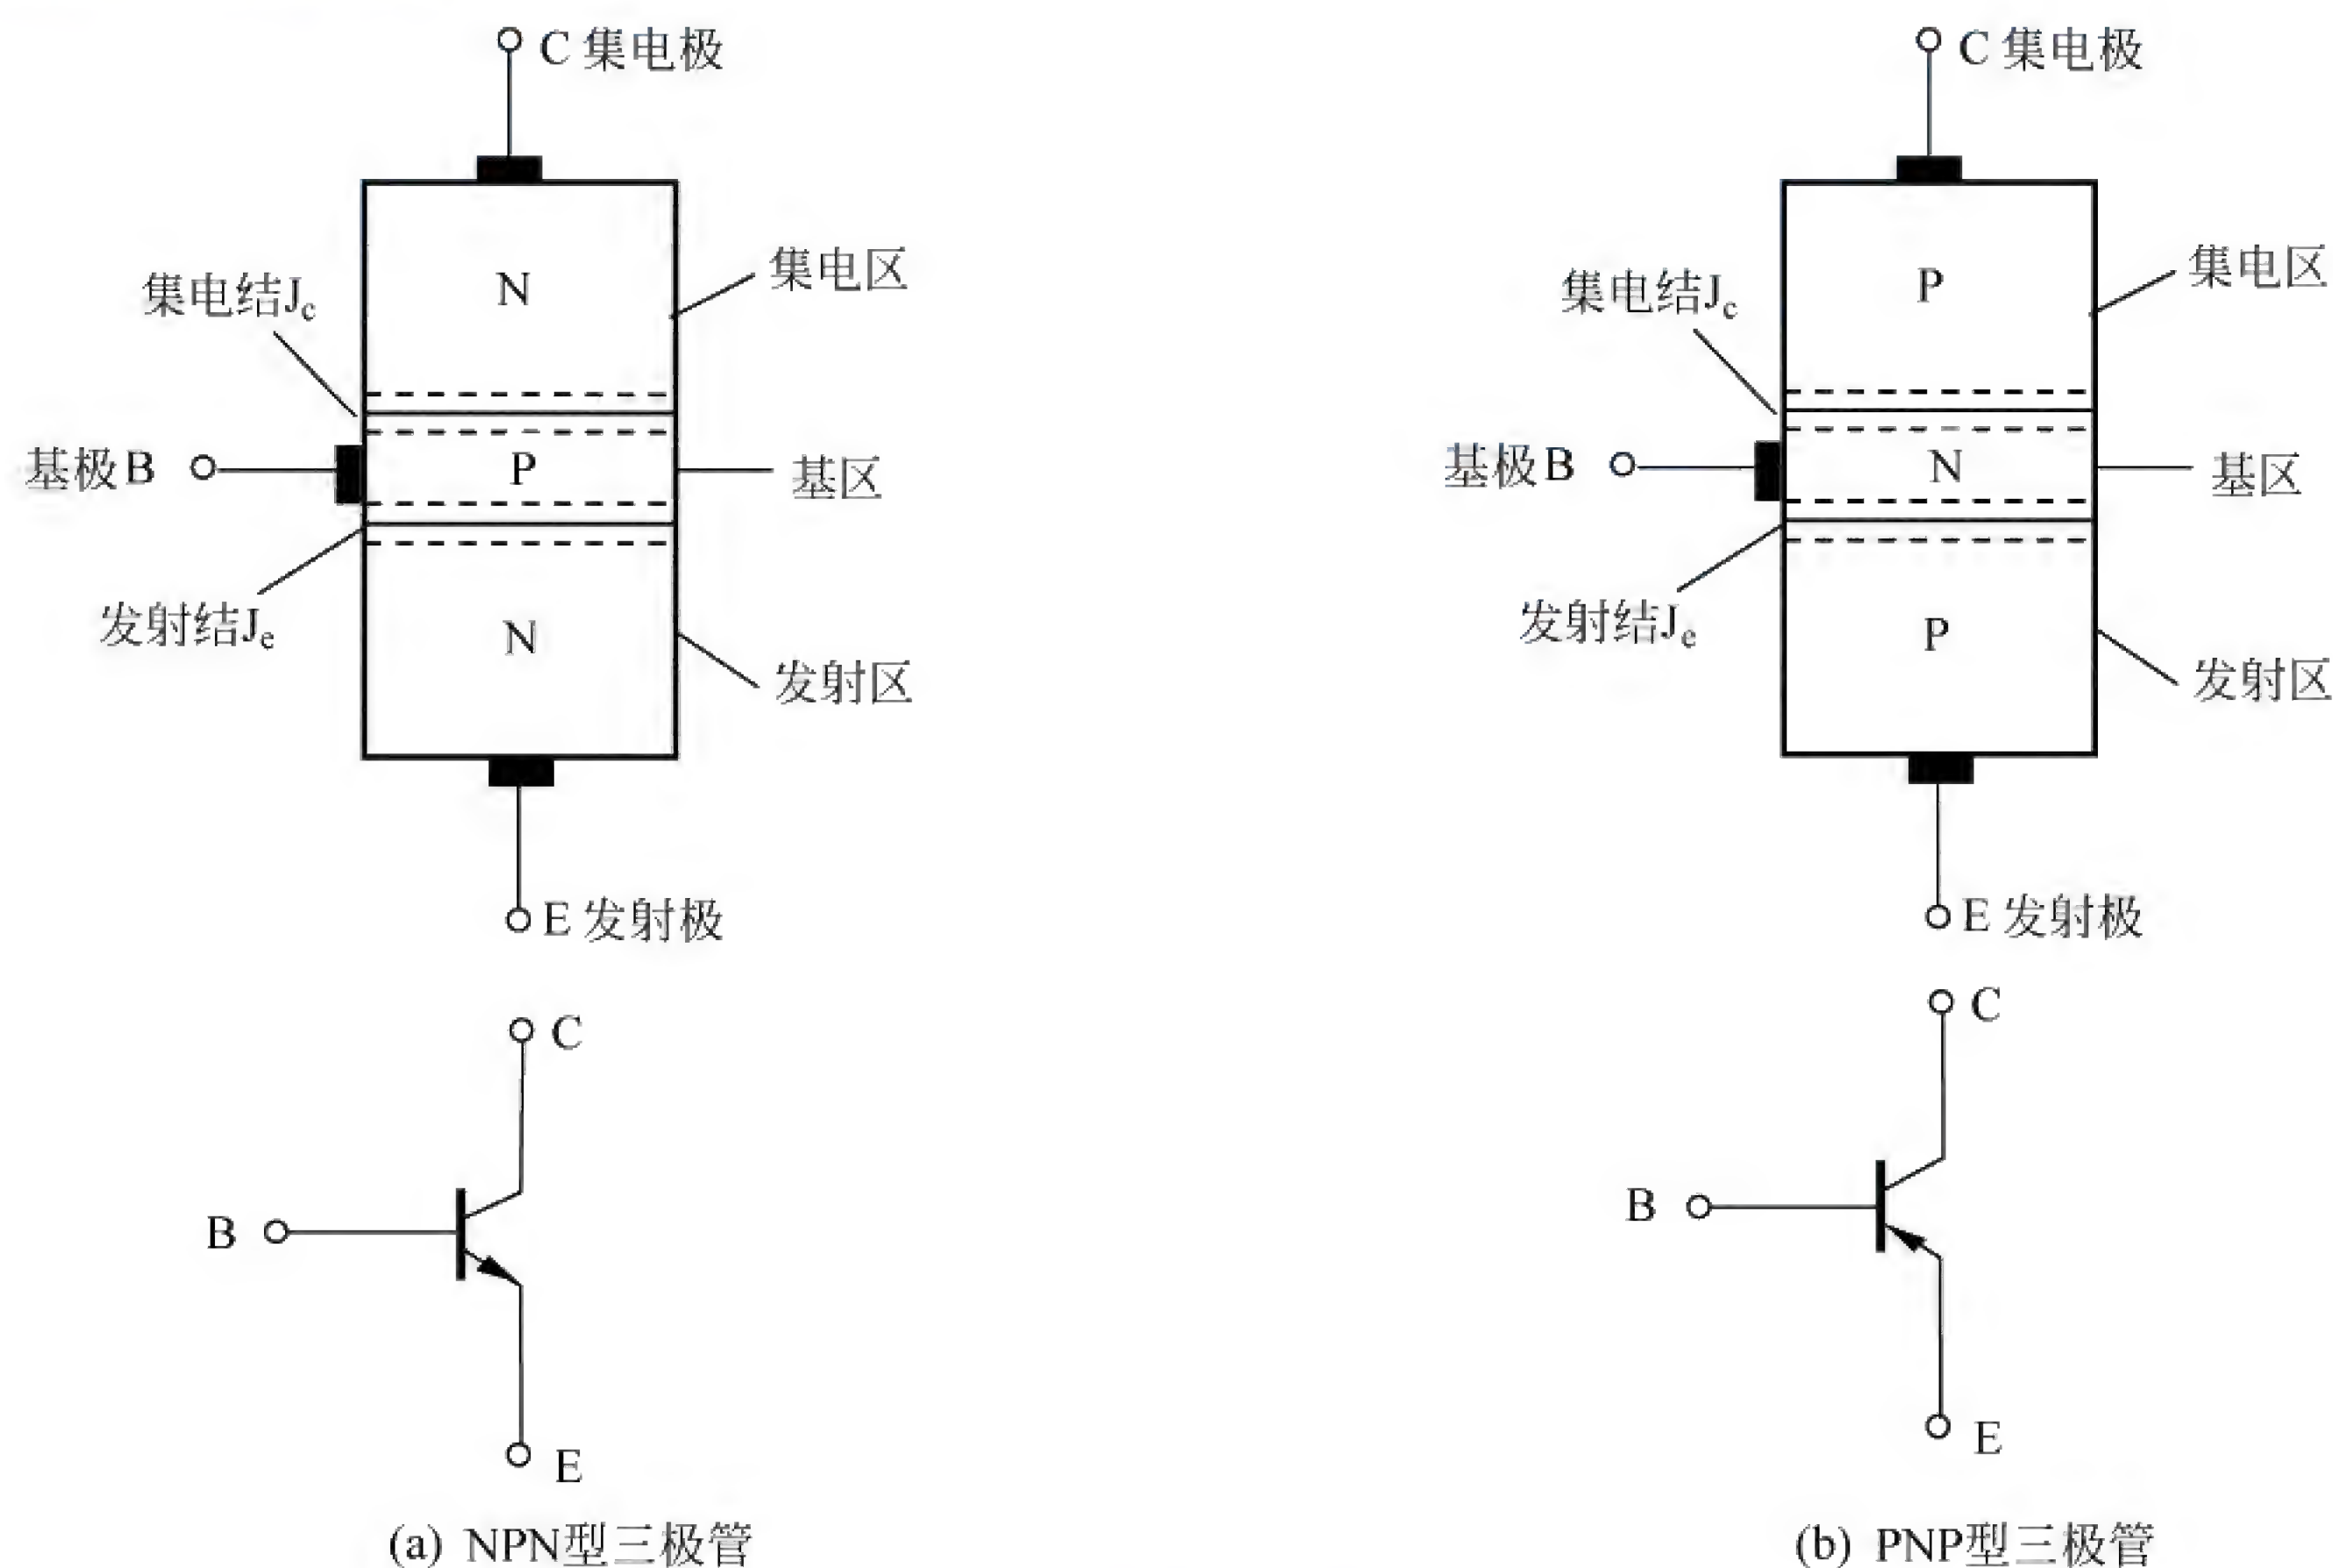 C 集电极
N
集电区
集电结Jc
基极B
P
基区
发射结Je
N
发射区
E 发射极
C
B
E
(a) NPN型三极管
C 集电极
P
集电区
集电结Jc
基极B
N
基区
发射结Je
P
发射区
E 发射极
C
B
E
(b) PNP型三极管